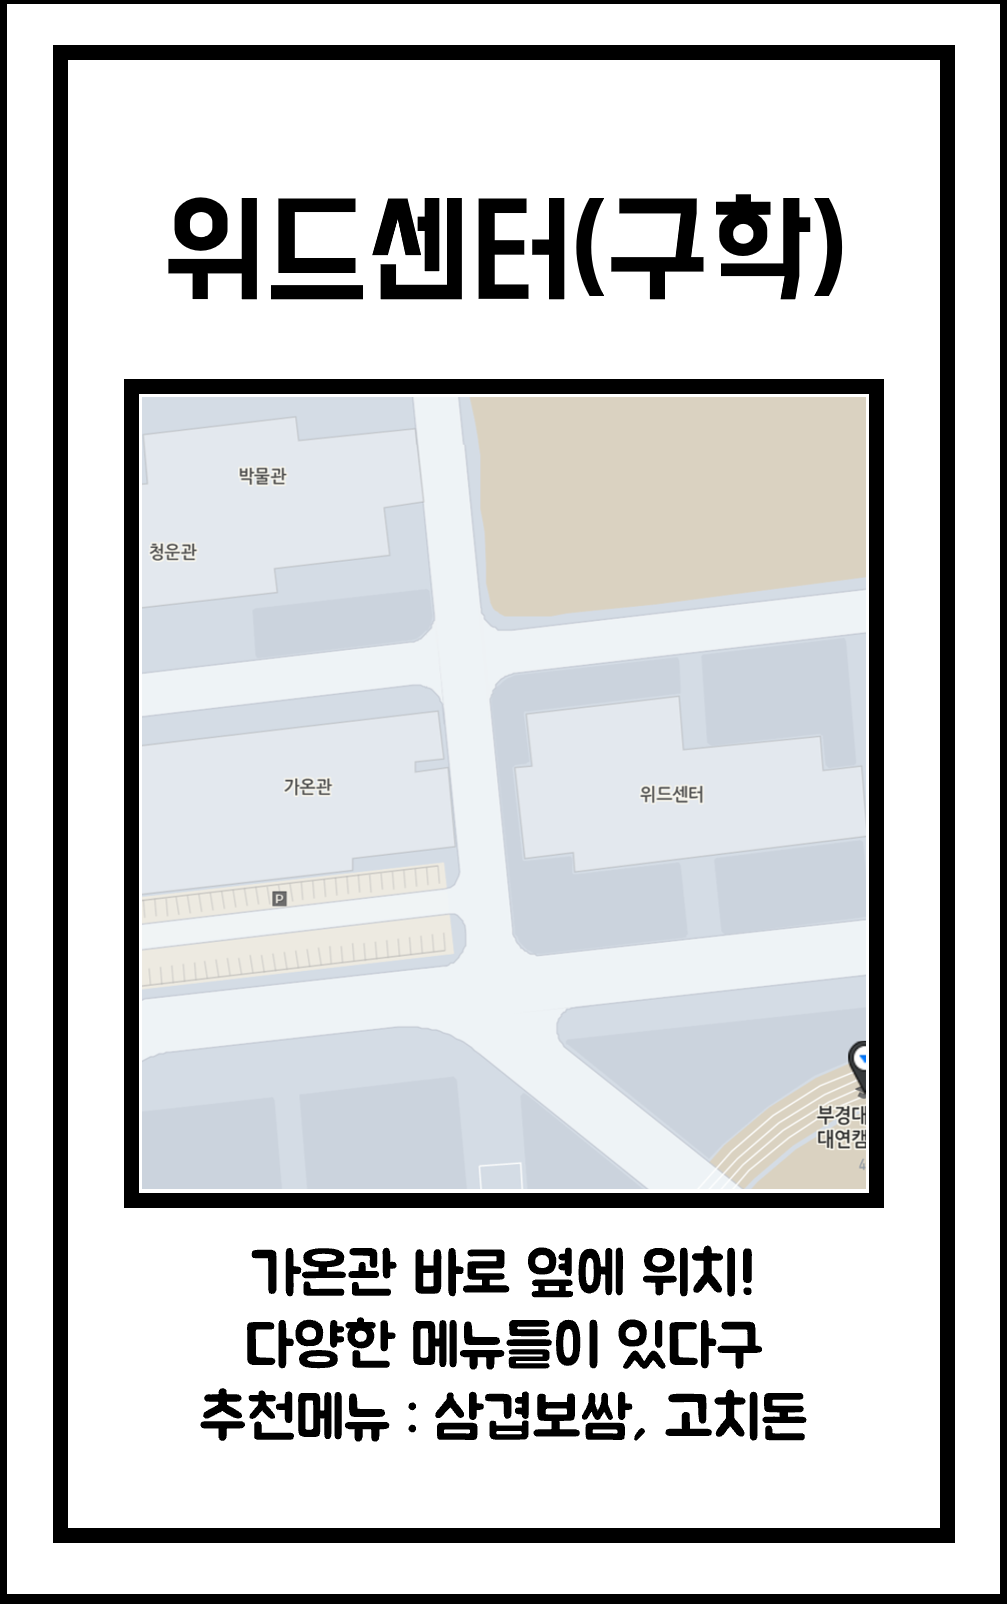 위드센터(구학)
박물관
청운관
가온관
위드센터
P
부경대
대연캠
4
가온관 바로 옆에 위치!
다양한 메뉴들이 있다구
추천메뉴 : 삼겹보쌈, 고치돈